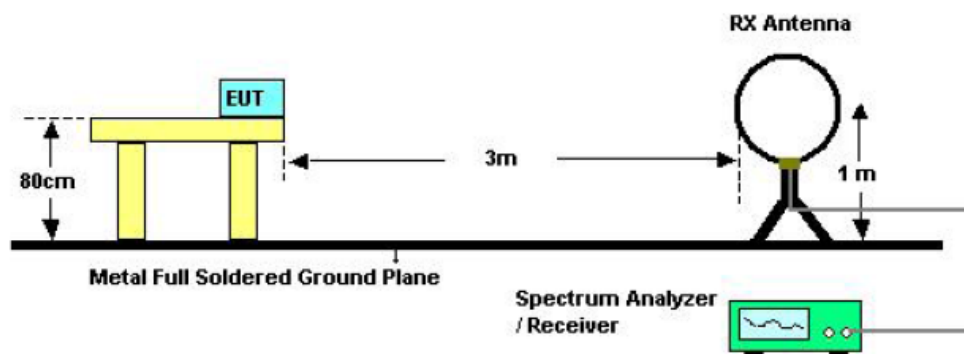 RX Antenna
EUT
3m
80cm
1 m
Metal Full Soldered Ground Plane
Spectrum Analyzer
/ Receiver